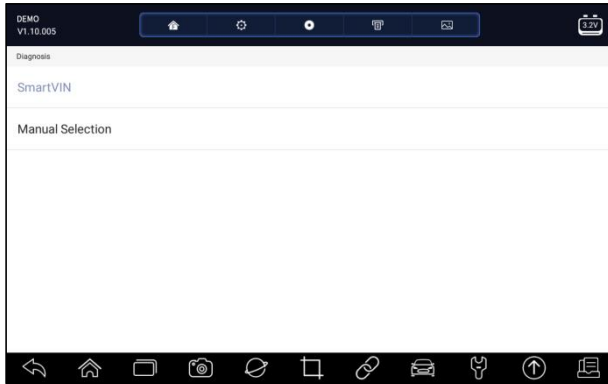 DEMO
V1.10.005
3.2V
Diagnosis
SmartVIN
Manual Selection